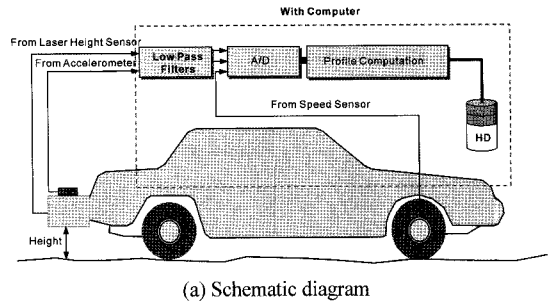 With Computer
From Laser Height Sensor
From Accelerometer
Low Pass
Filters
A/D
Profile Computation
From Speed Sensor
HD
Height
(a) Schematic diagram